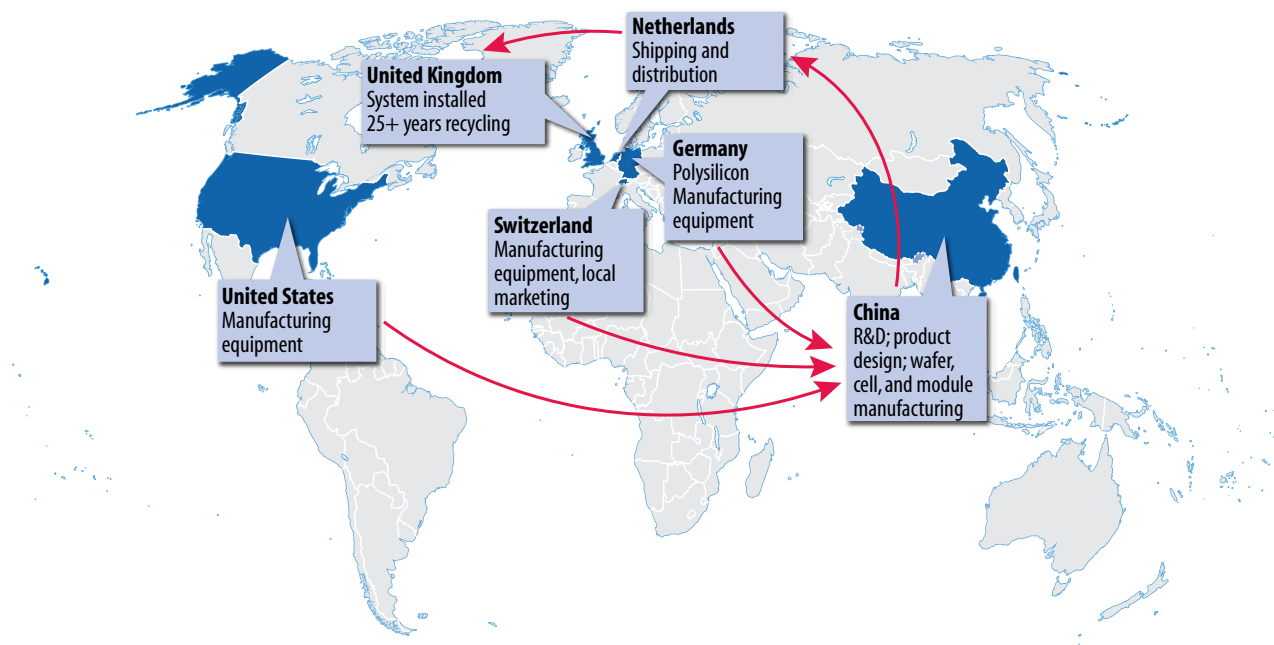 Netherlands
Shipping and
distribution
United Kingdom
System installed
25+ years recycling
Germany
Polysilicon
Manufacturing
equipment
Switzerland
Manufacturing
equipment, local
marketing
United States
Manufacturing
equipment
China
R&D; product
design; wafer,
cell, and module
manufacturing